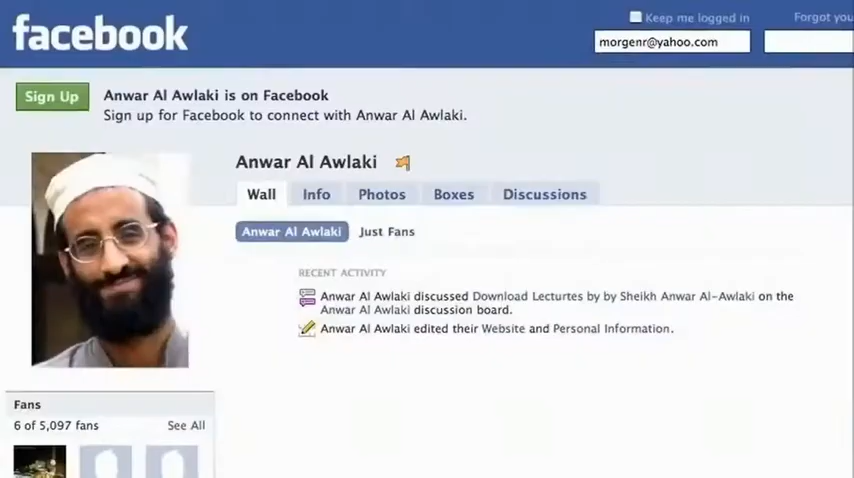 facebook
Keep me logged in
Forgot you
morgenr@yahoo.com
Sign Up
Anwar Al Awlaki is on Facebook
Sign up for Facebook to connect with Anwar Al Awlaki.
Anwar Al Awlaki
Wall Info Photos Boxes Discussions
Anwar Al Awlaki Just Fans
RECENT ACTIVITY
Anwar Al Awlaki discussed Download Lecturtes by by Sheikh Anwar Al-Awlaki on the
Anwar Al Awlaki discussion board.
Anwar Al Awlaki edited their Website and Personal Information.
Fans
6 of 5,097 fans See All